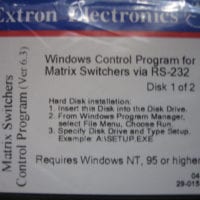 Extron Electronics
Matrix Switchers
Control Program (Ver 6.3)
Windows Control Program for
Matrix Switchers via RS-232
Disk 1 of 2
Hard Disk installation:
1. Insert this Disk into the Disk Drive.
2. From Windows Program Manager,
select File Menu, Choose Run.
3. Specify Disk Drive and Type Setup.
Example: A:\SETUP.EXE
Requires Windows NT, 95 or higher
04
29-015